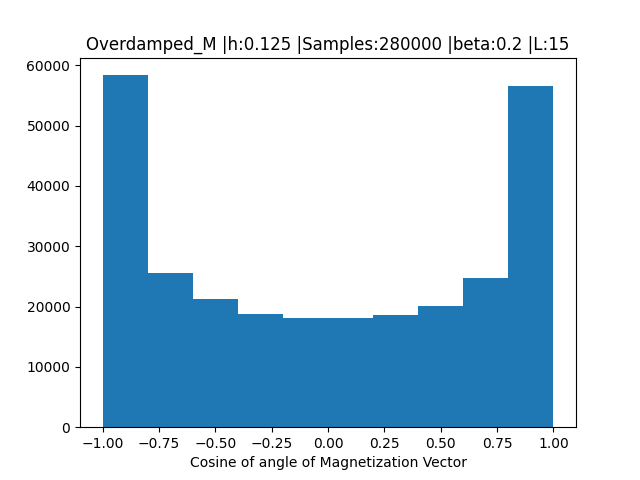 Overdamped_M |h:0.125 |Samples:280000 |beta:0.2 |L:15
60000
50000
40000
30000
20000
10000
0
−1.00 −0.75 −0.50 −0.25 0.00 0.25 0.50 0.75 1.00
Cosine of angle of Magnetization Vector